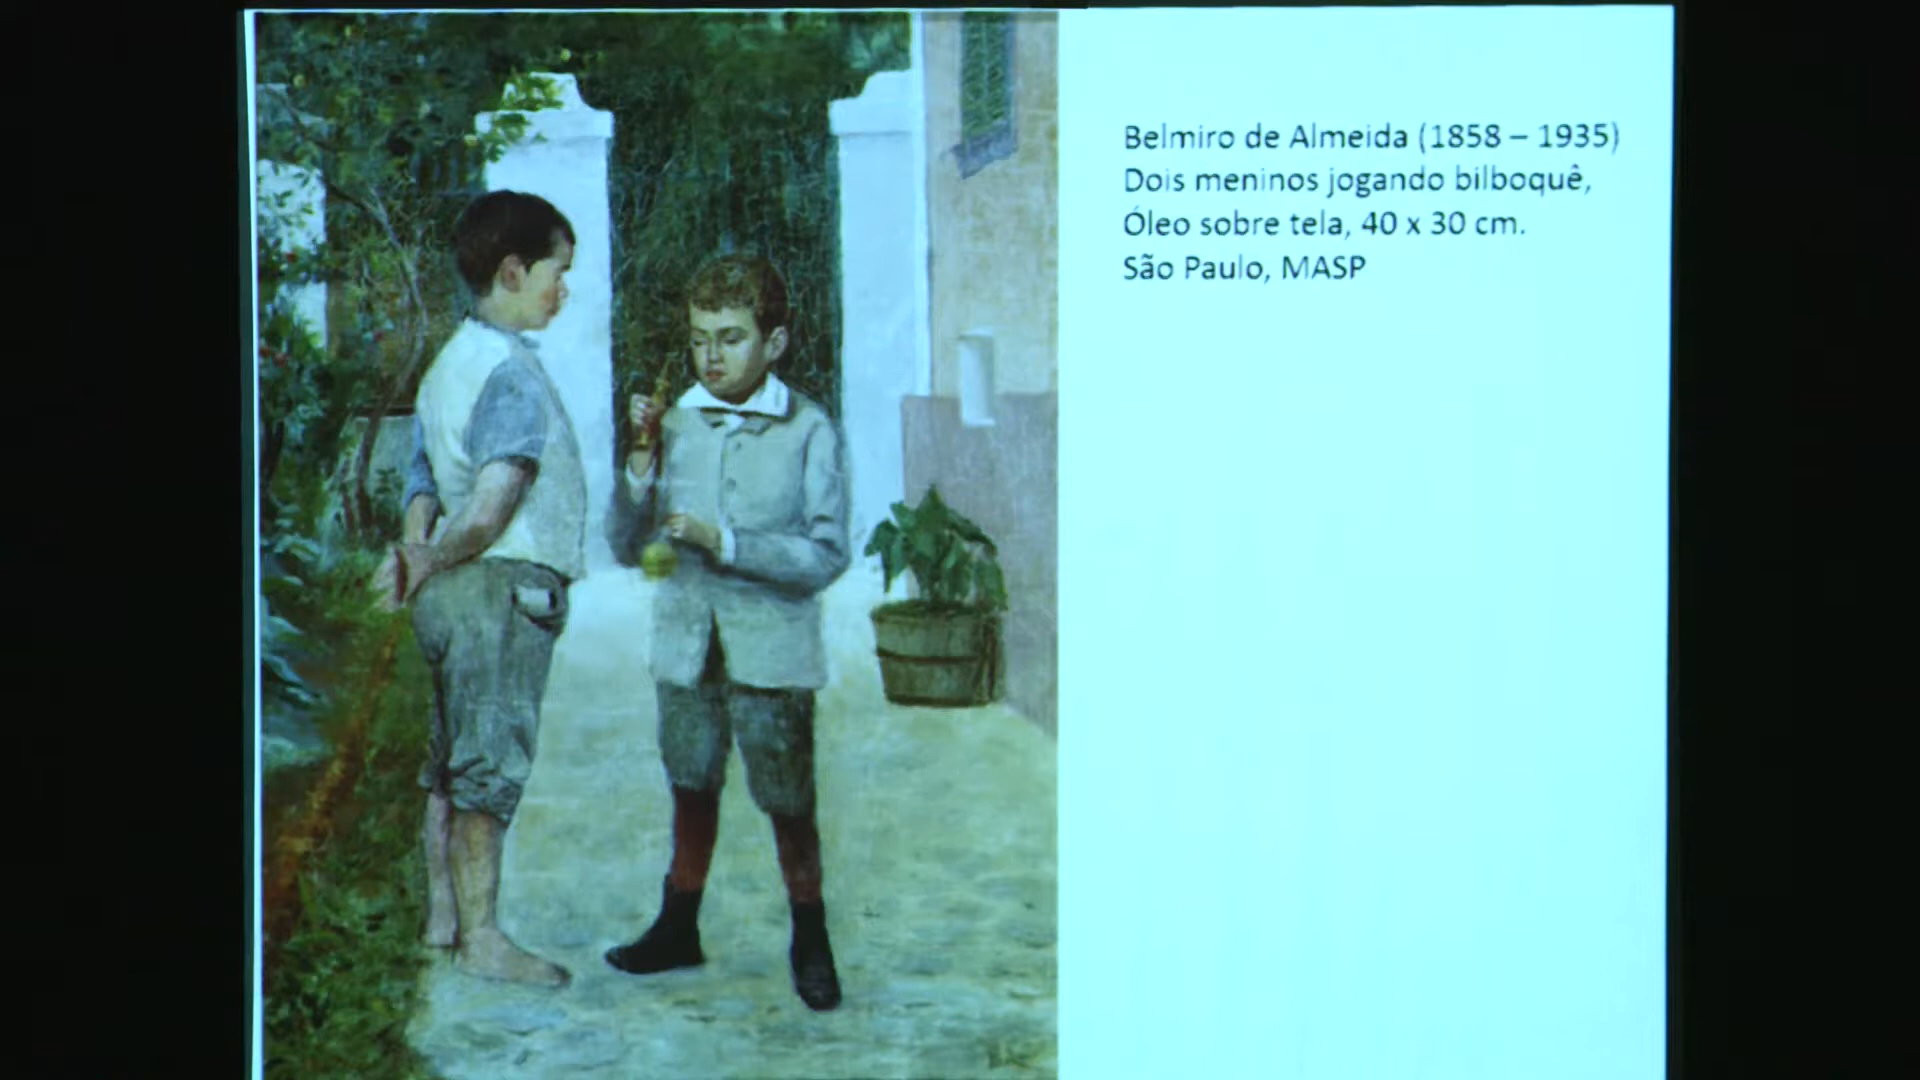 Belmiro de Almeida (1858 – 1935)
Dois meninos jogando bilboquê,
Óleo sobre tela, 40 x 30 cm.
São Paulo, MASP